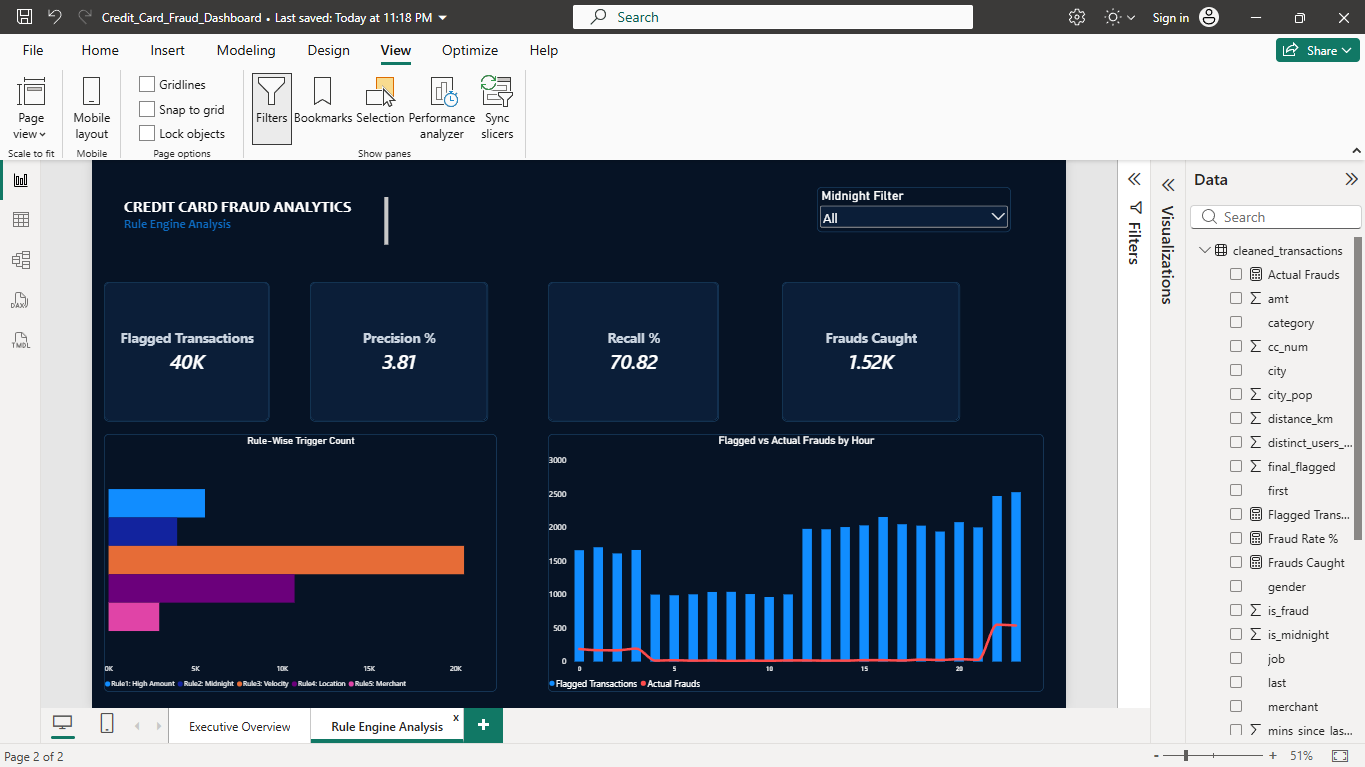 Credit_Card_Fraud_Dashboard • Last saved: Today at 11:18 PM
Search
Sign in
File Home Insert Modeling Design View Optimize Help
Share
Page view
Scale to fit
Mobile layout
Mobile
Gridlines
Snap to grid
Lock objects
Page options
Filters
Bookmarks
Selection
Performance analyzer
Sync slicers
Show panes
DAX
TMDL
CREDIT CARD FRAUD ANALYTICS
Rule Engine Analysis
Midnight Filter
All
Flagged Transactions
40K
Precision %
3.81
Recall %
70.82
Frauds Caught
1.52K
Rule-Wise Trigger Count
0K 5K 10K 15K 20K
Rule1: High Amount Rule2: Midnight Rule3: Velocity Rule4: Location Rule5: Merchant
Flagged vs Actual Frauds by Hour
3000
2500
2000
1500
1000
500
0
0 5 10 15 20
Flagged Transactions Actual Frauds
Filters
Visualizations
Data
Search
cleaned_transactions
Actual Frauds
amt
category
cc_num
city
city_pop
distance_km
distinct_users_...
final_flagged
first
Flagged Trans...
Fraud Rate %
Frauds Caught
gender
is_fraud
is_midnight
job
last
merchant
mins_since_las...
Executive Overview
Rule Engine Analysis x
+
Page 2 of 2
- + 51%